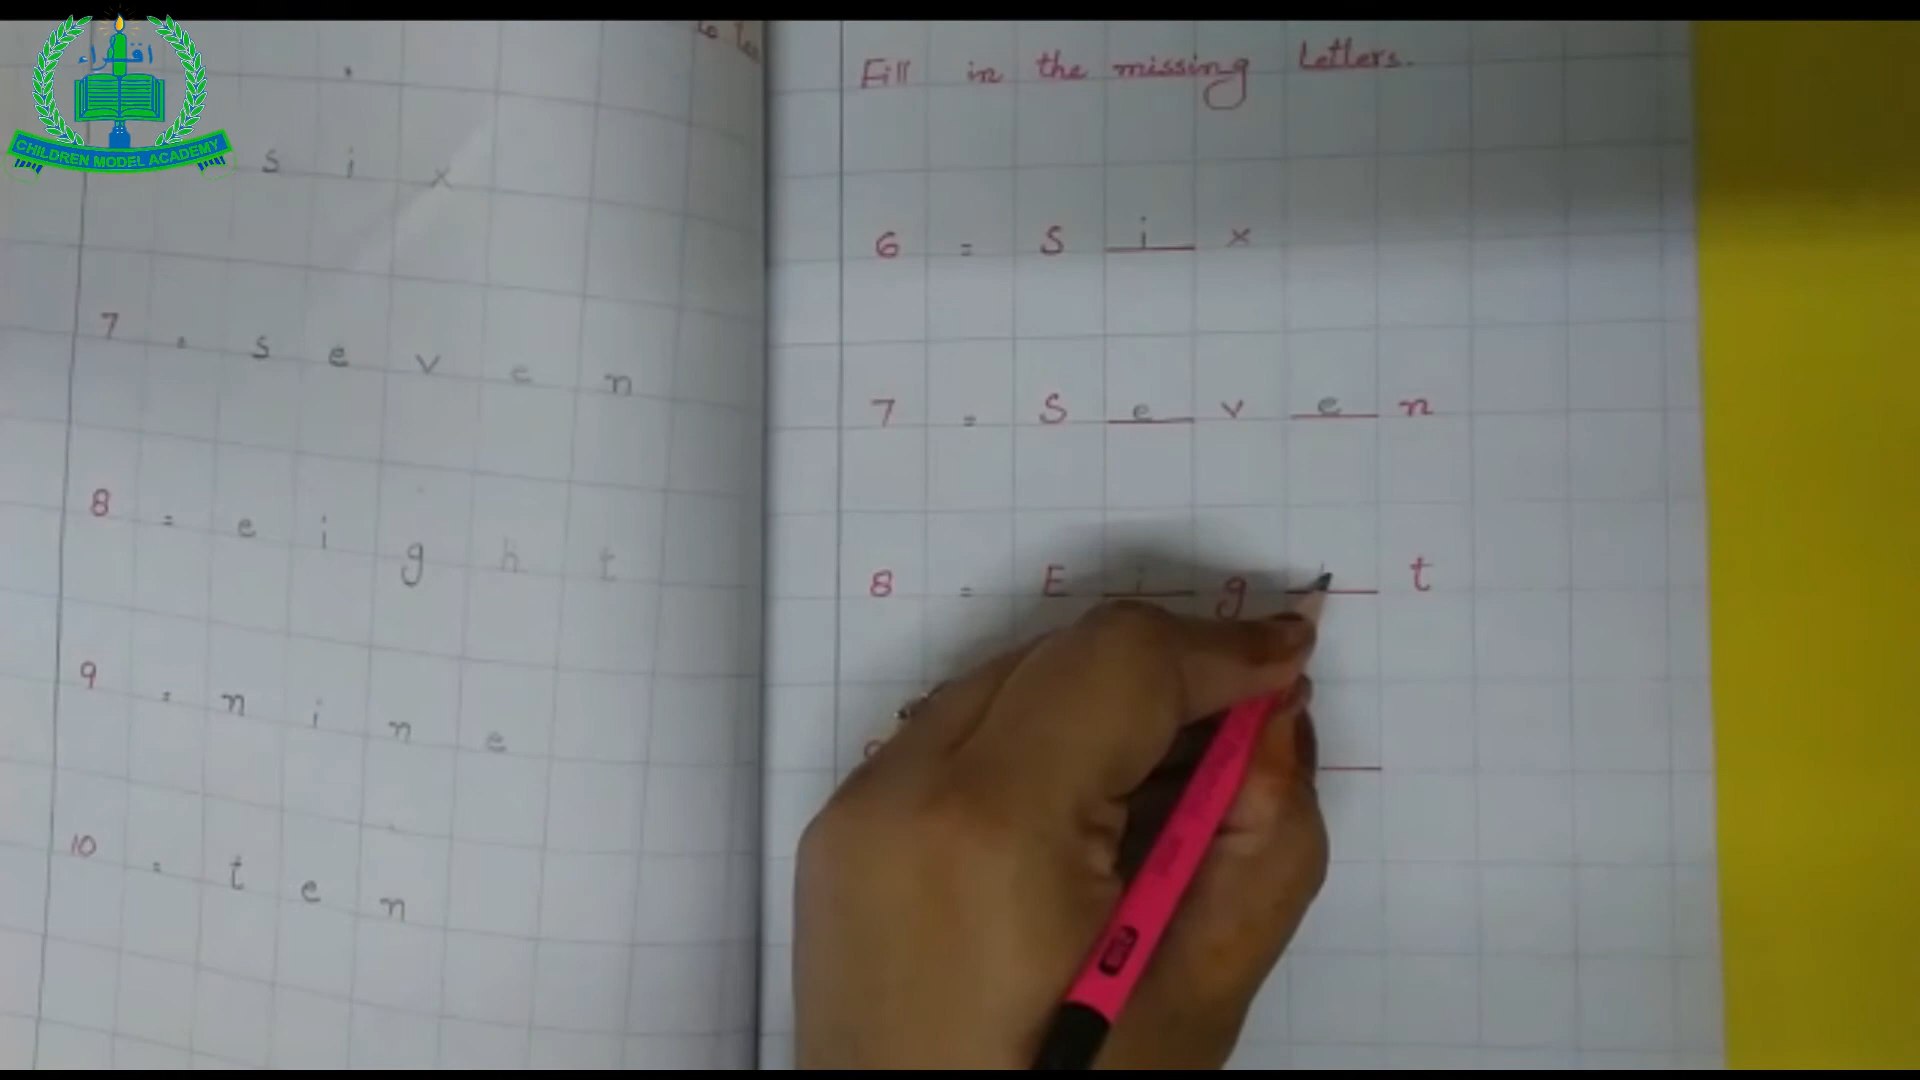 اقراء
CHILDREN MODEL ACADEMY
s i x
7 = s e v e n
8 = e i g h t
9 = n i n e
10 = t e n
Fill in the missing Letters.
6 = S i x
7 = S e v e n
8 = E i g t